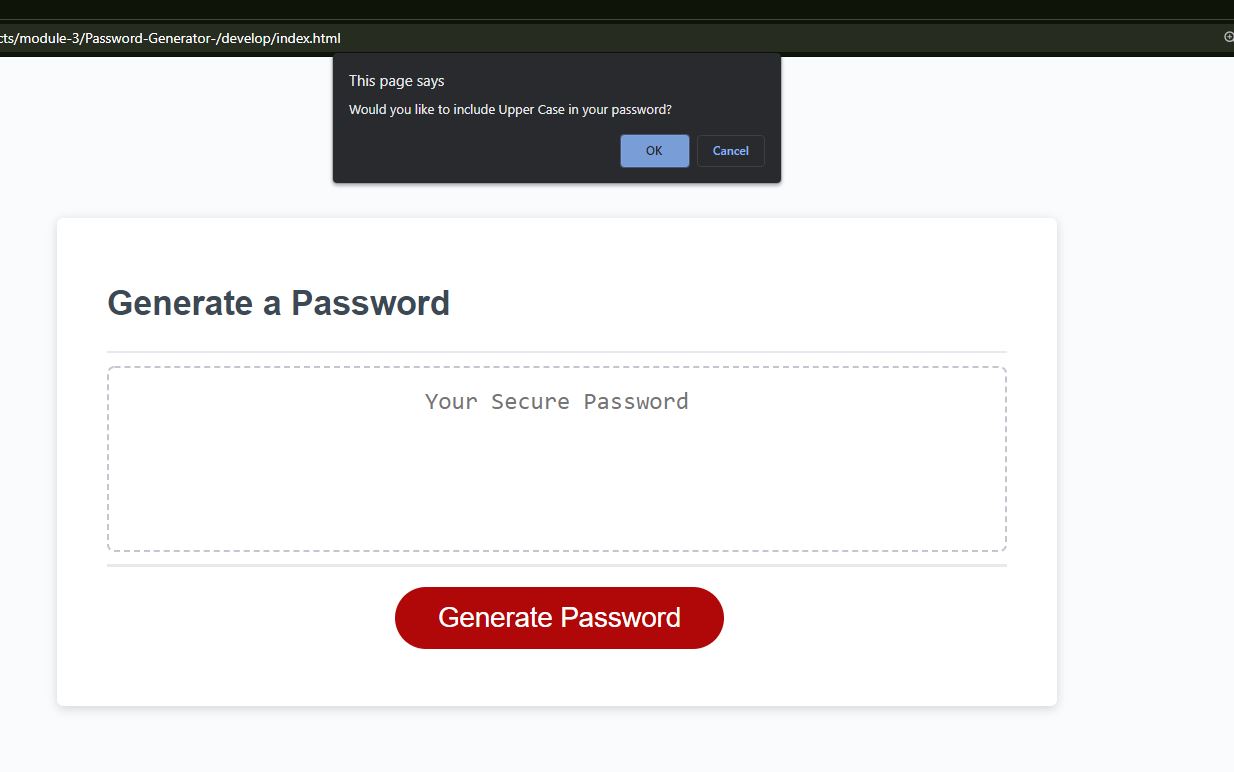 cts/module-3/Password-Generator-/develop/index.html
This page says
Would you like to include Upper Case in your password?
OK
Cancel
Generate a Password
Your Secure Password
Generate Password